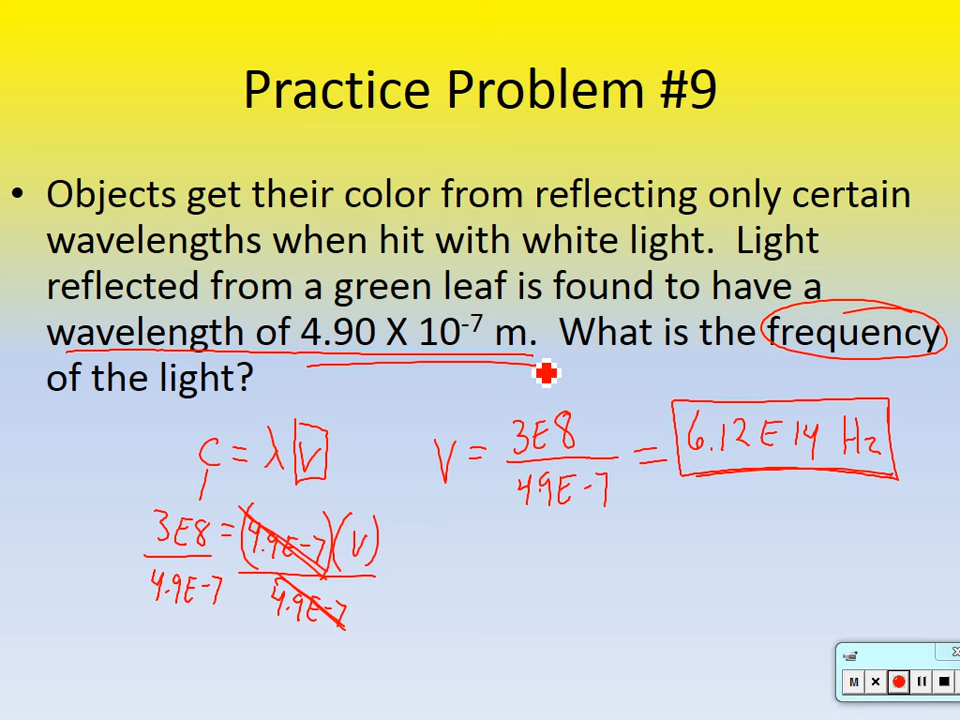 Practice Problem #9
• Objects get their color from reflecting only certain
wavelengths when hit with white light. Light
reflected from a green leaf is found to have a
wavelength of 4.90 X 10⁻⁷ m. What is the frequency
of the light?
C = λ V
V = 3E8 / 4.9E-7 = 6.12 E 14 Hz
3E8 / 4.9E-7 = (4.9E-7)(V) / 4.9E-7
M